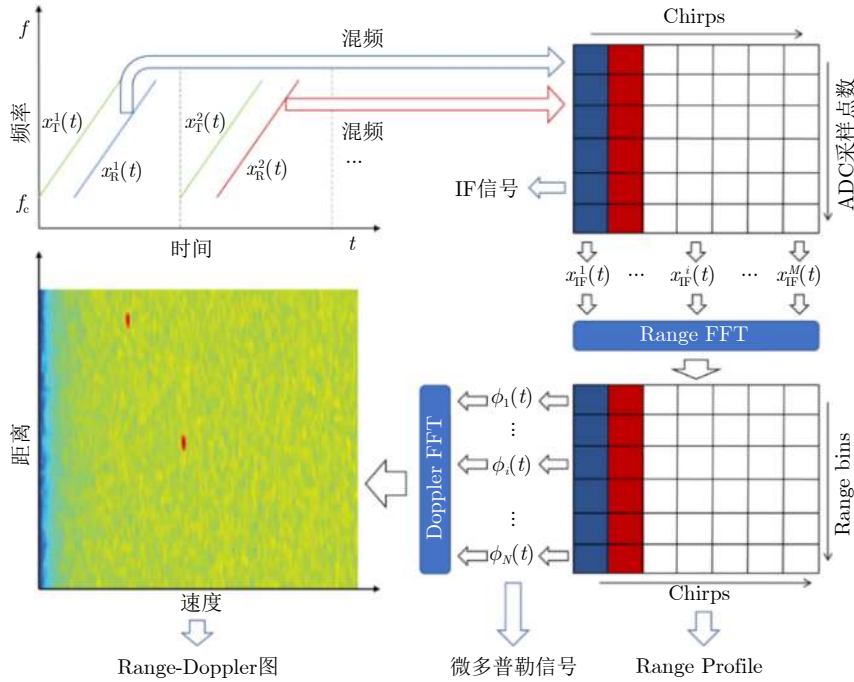 f
频率
f_c
x_T^1(t)
x_R^1(t)
x_T^2(t)
x_R^2(t)
混频
混频
...
时间
t
Chirps
ADC采样点数
IF信号
x_IF^1(t) ... x_IF^i(t) ... x_IF^M(t)
Range FFT
Range bins
Chirps
ϕ_1(t)
⋮
ϕ_i(t)
⋮
ϕ_N(t)
Doppler FFT
距离
速度
Range-Doppler图
微多普勒信号
Range Profile